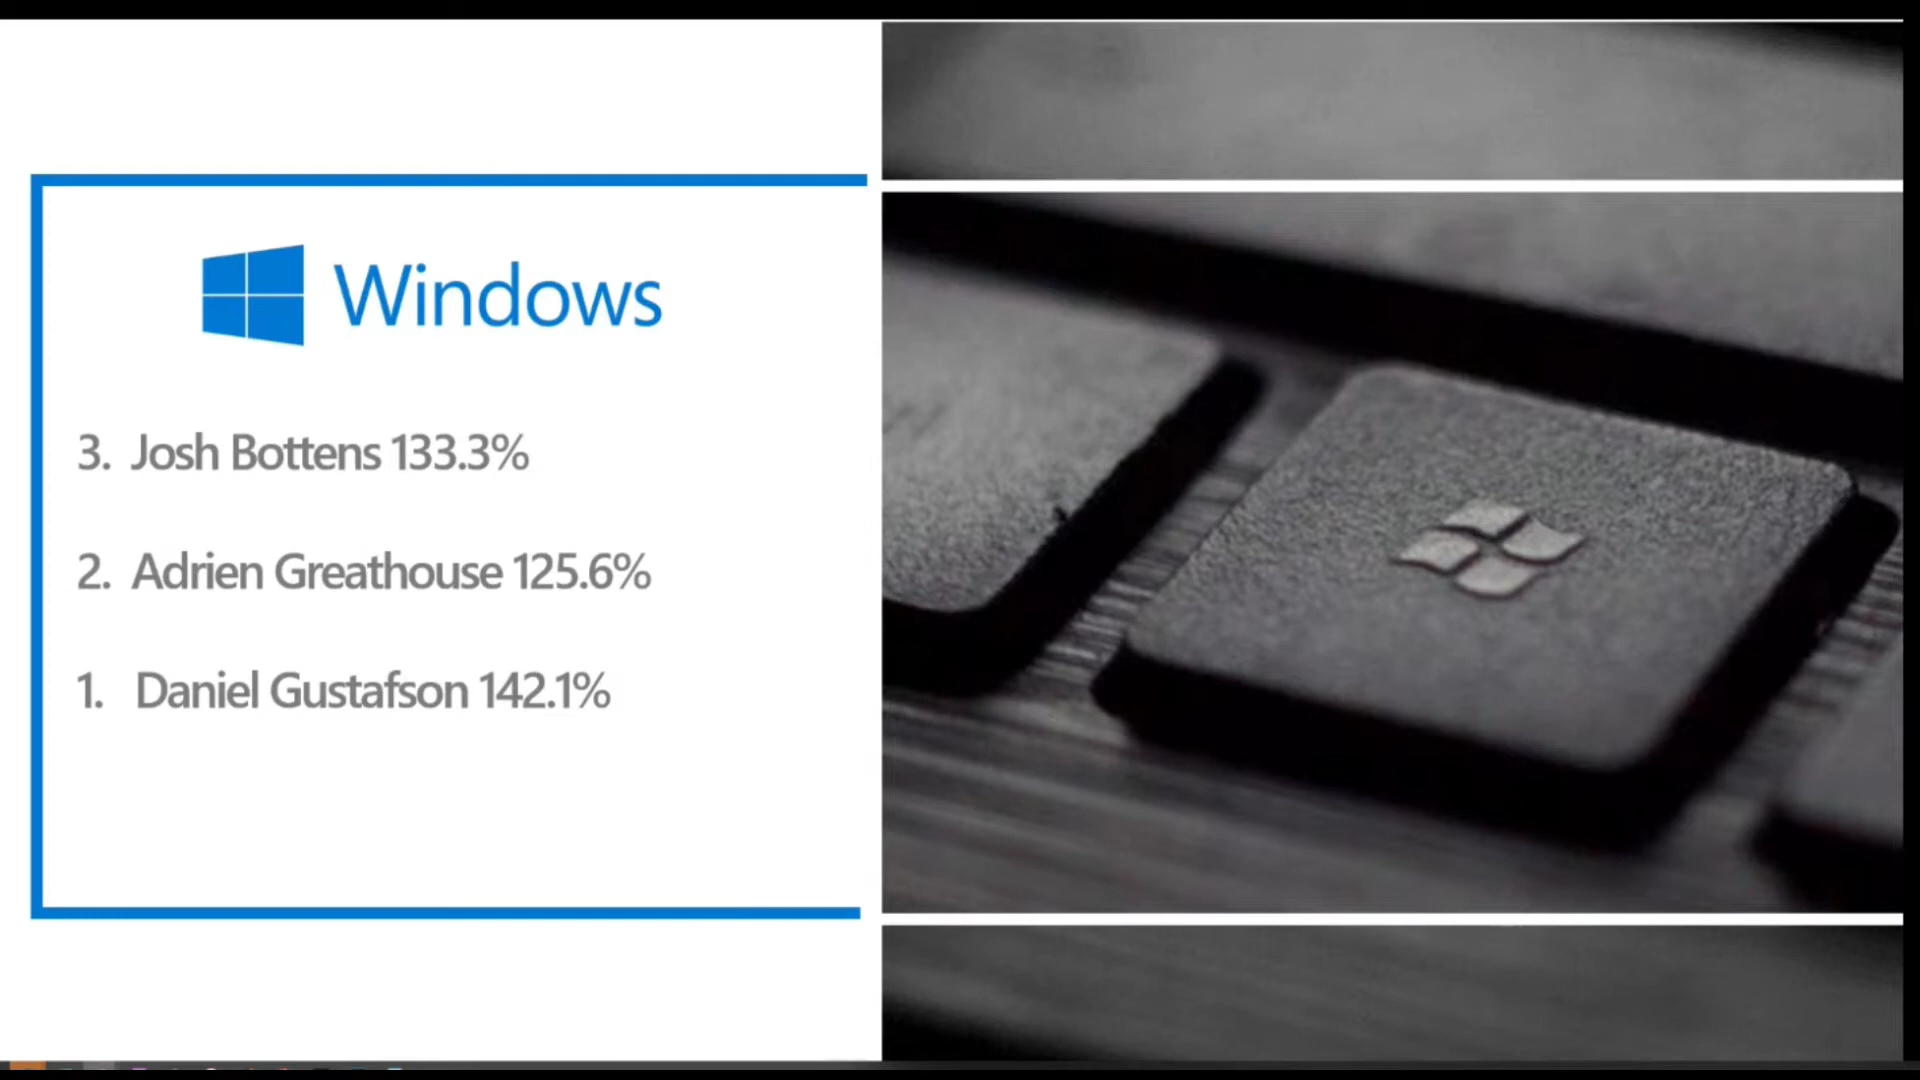 Windows
3. Josh Bottens 133.3%
2. Adrien Greathouse 125.6%
1. Daniel Gustafson 142.1%